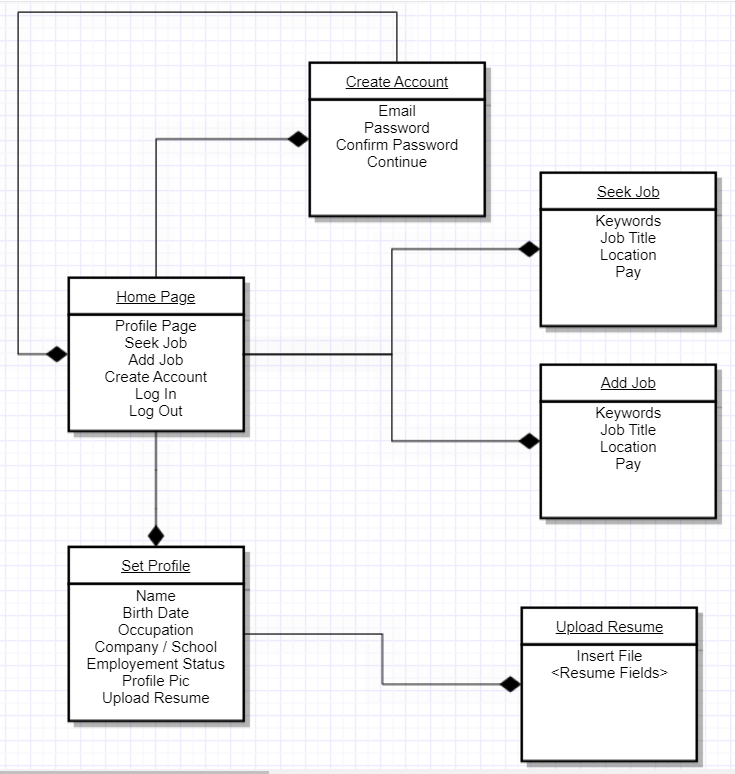 Create Account
Email
Password
Confirm Password
Continue
Seek Job
Keywords
Job Title
Location
Pay
Home Page
Profile Page
Seek Job
Add Job
Create Account
Log In
Log Out
Add Job
Keywords
Job Title
Location
Pay
Set Profile
Name
Birth Date
Occupation
Company / School
Employement Status
Profile Pic
Upload Resume
Upload Resume
Insert File
<Resume Fields>